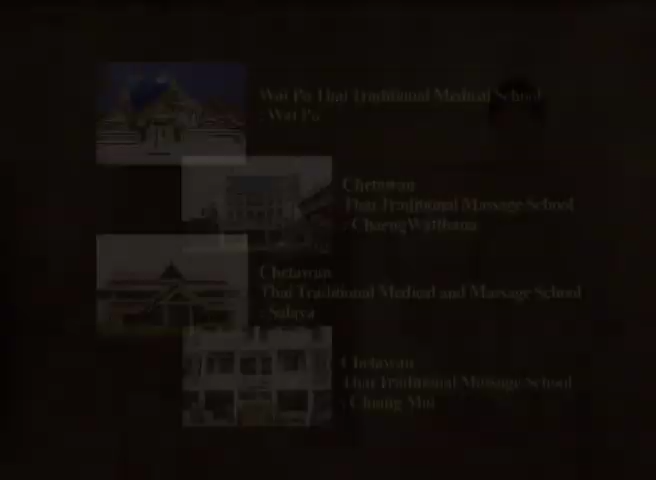 Wat Po Thai Traditional Medical School
: Wat Po
Chetawan
Thai Traditional Massage School
: Chaeng Watthana
Chetawan
Thai Traditional Medical and Massage School
: Salaya
Chetawan
Thai Traditional Massage School
: Chiang Mai